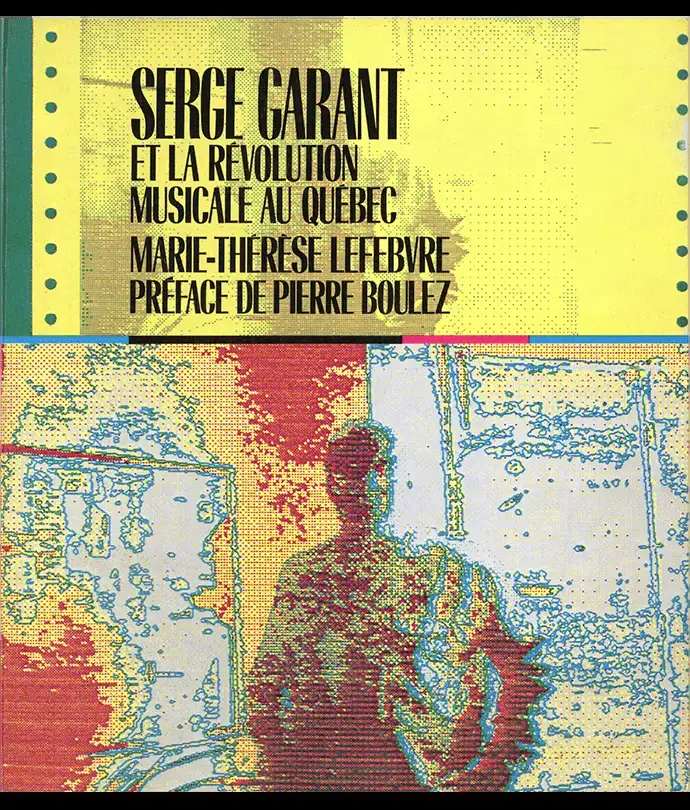 SERGE GARANT
ET LA RÉVOLUTION
MUSICALE AU QUÉBEC
MARIE-THÉRÈSE LEFEBVRE
PRÉFACE DE PIERRE BOULEZ